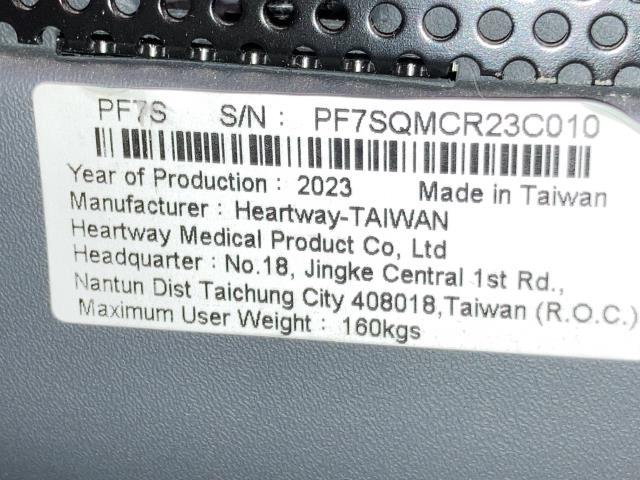 PF7S S/N : PF7SQMCR23C010
Year of Production : 2023 Made in Taiwan
Manufacturer : Heartway-TAIWAN
Heartway Medical Product Co, Ltd
Headquarter : No.18, Jingke Central 1st Rd.,
Nantun Dist Taichung City 408018,Taiwan (R.O.C.)
Maximum User Weight : 160kgs